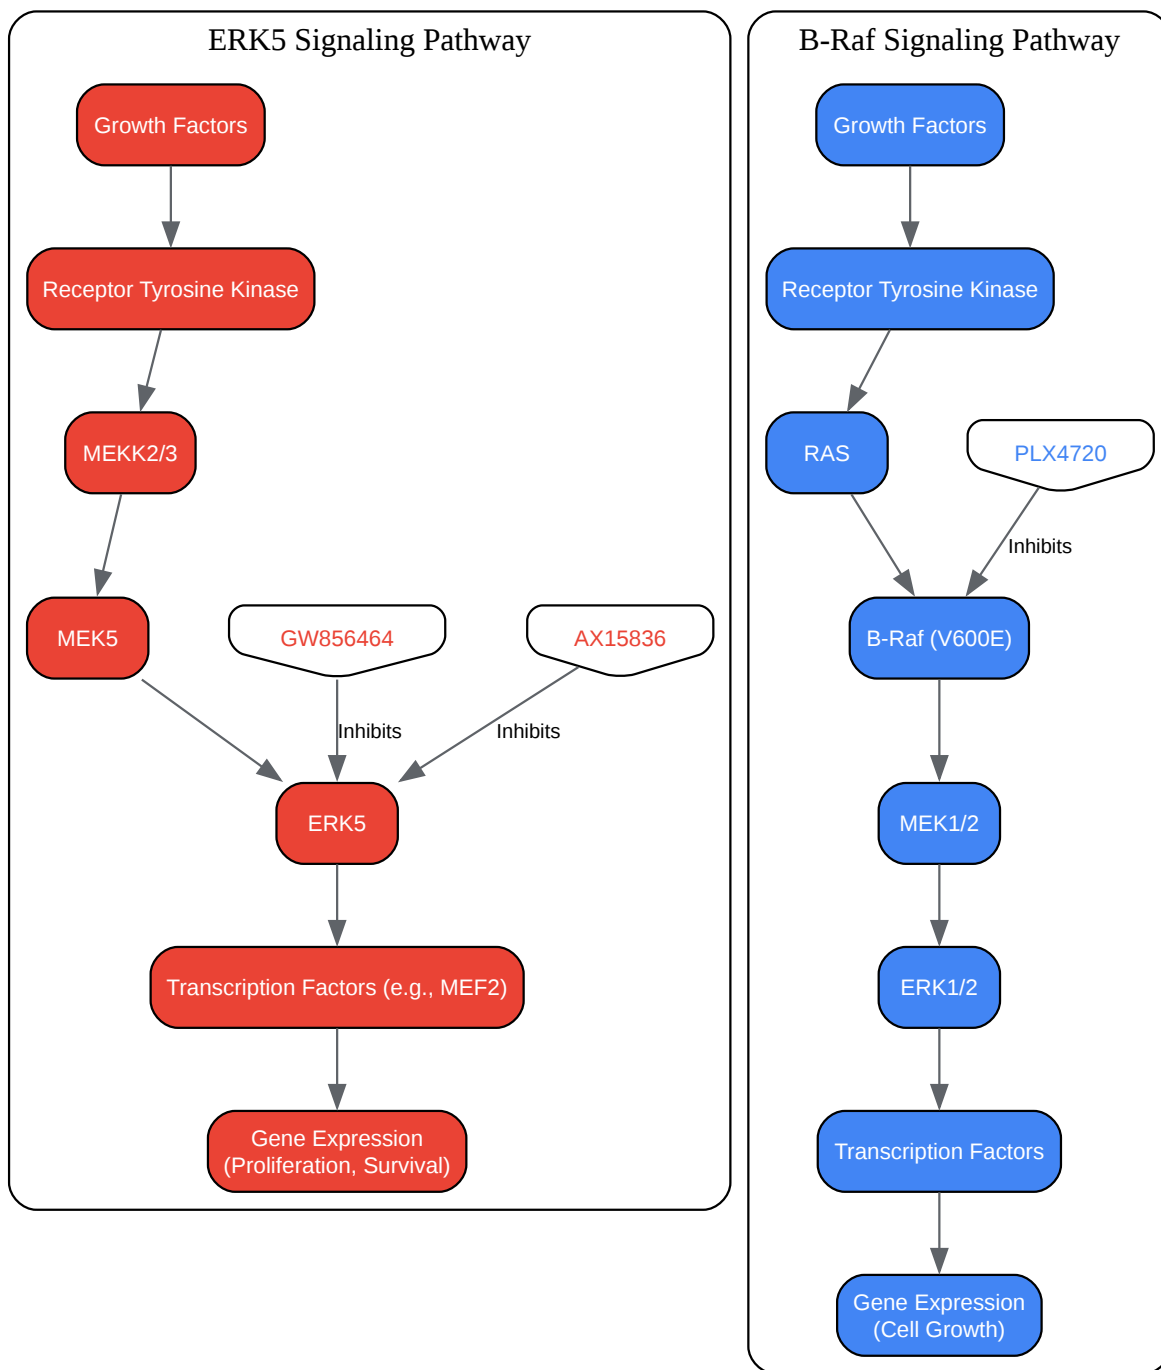 ERK5 Signaling Pathway
Growth Factors
Receptor Tyrosine Kinase
MEKK2/3
MEK5
GW856464
AX15836
Inhibits
Inhibits
ERK5
Transcription Factors (e.g., MEF2)
Gene Expression
(Proliferation, Survival)
B-Raf Signaling Pathway
Growth Factors
Receptor Tyrosine Kinase
RAS
PLX4720
Inhibits
B-Raf (V600E)
MEK1/2
ERK1/2
Transcription Factors
Gene Expression
(Cell Growth)